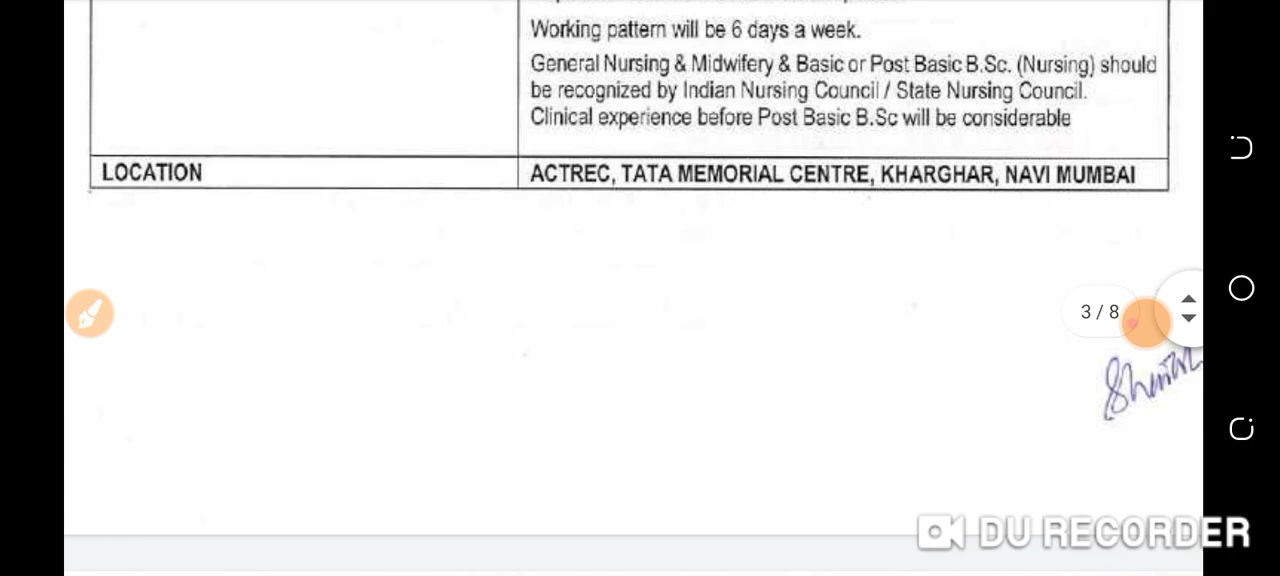 Working pattern will be 6 days a week.
General Nursing & Midwifery & Basic or Post Basic B.Sc. (Nursing) should
be recognized by Indian Nursing Council / State Nursing Council.
Clinical experience before Post Basic B.Sc will be considerable
LOCATION ACTREC, TATA MEMORIAL CENTRE, KHARGHAR, NAVI MUMBAI
3 / 8
DU RECORDER